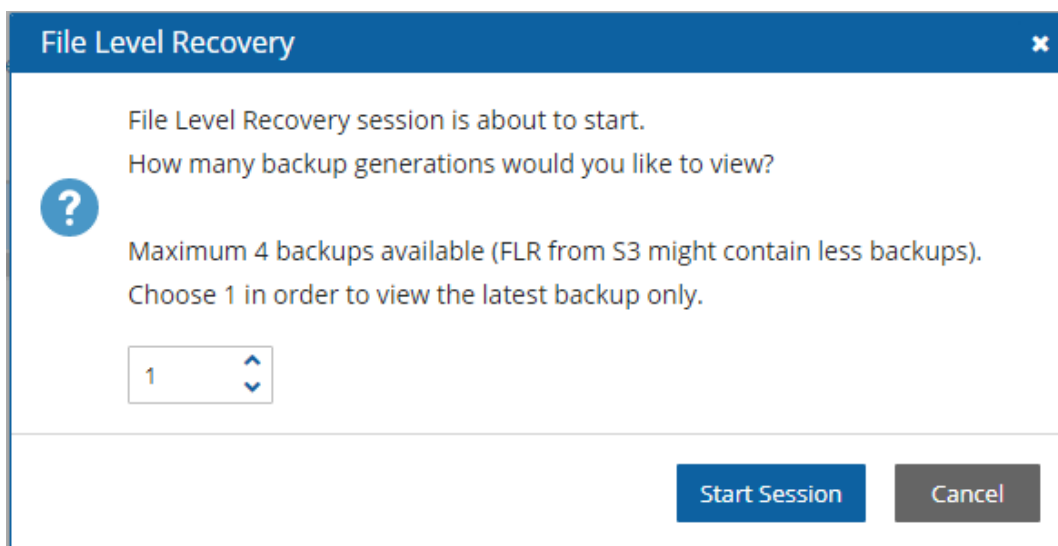 File Level Recovery
File Level Recovery session is about to start.
How many backup generations would you like to view?
?
Maximum 4 backups available (FLR from S3 might contain less backups).
Choose 1 in order to view the latest backup only.
1
Start Session
Cancel